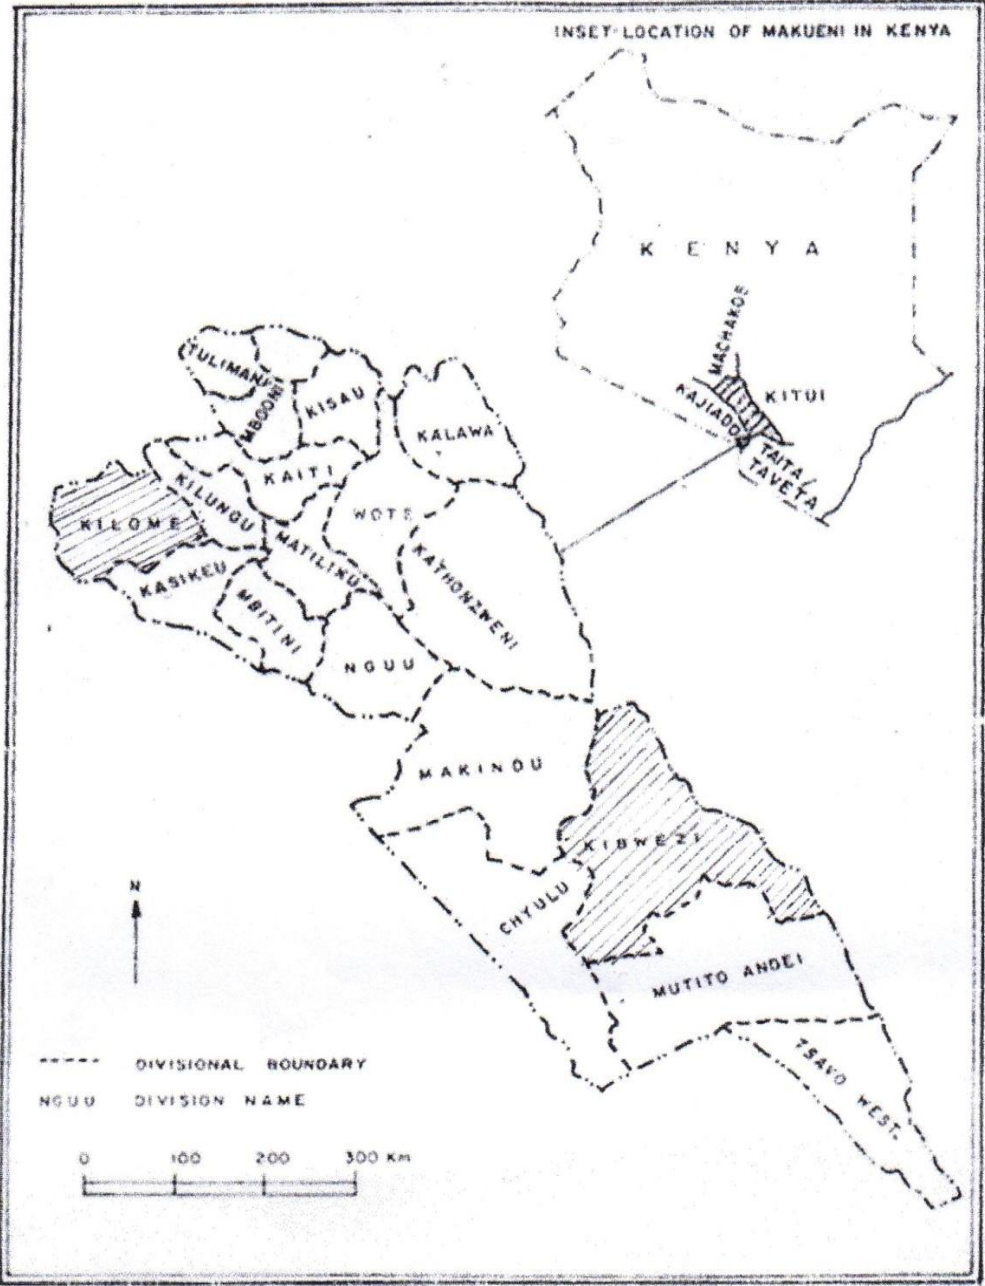 INSET: LOCATION OF MAKUENI IN KENYA
KENYA
MACHAKOS
KITUI
KAJIADO
TAITA/
TAVETA
TULIMANI
MBOONI
KISAU
KALAWA
KAITI
KILUNGU
KILOME
WOTE
MATILIKU
KATHONZWENI
KASIKEU
MBITINI
NGUU
MAKINDU
KIBWEZI
CHYULU
MUTITO ANDEI
TSAVO WEST.
N
DIVISIONAL BOUNDARY
NGUU DIVISION NAME
0 100 200 300 Km